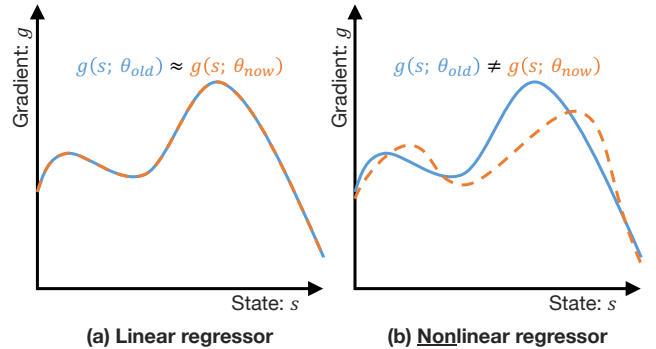 Gradient: g
g(s; θ_old) ≈ g(s; θ_now)
State: s
(a) Linear regressor
Gradient: g
g(s; θ_old) ≠ g(s; θ_now)
State: s
(b) Nonlinear regressor